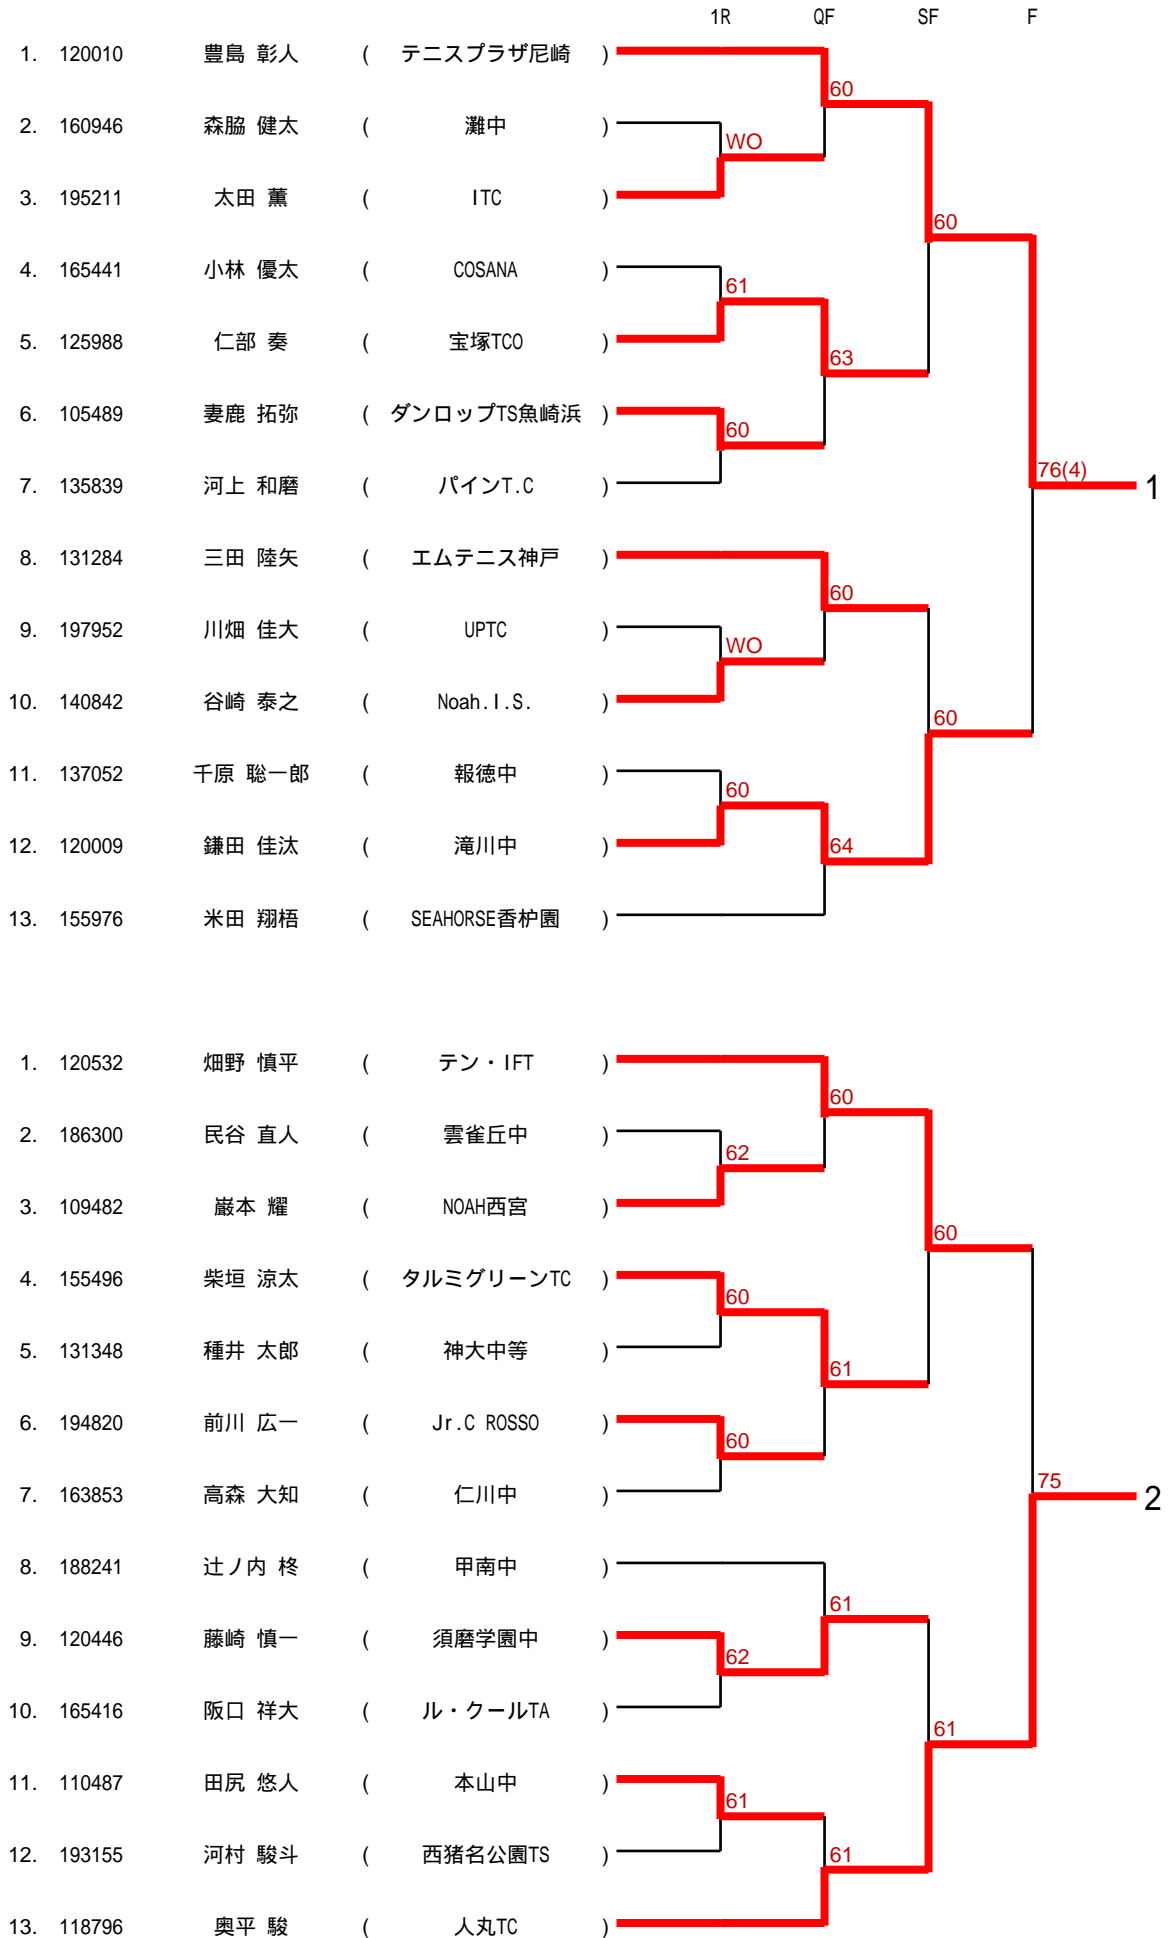 1R QF SF F
1. 120010 豊島 彰人 ( テニスプラザ尼崎 )
60
2. 160946 森脇 健太 ( 灘中 )
WO
3. 195211 太田 薫 ( ITC )
60
4. 165441 小林 優太 ( COSANA )
61
5. 125988 仁部 奏 ( 宝塚TCO )
63
6. 105489 妻鹿 拓弥 ( ダンロップTS魚崎浜 )
60
7. 135839 河上 和磨 ( パインT.C )
76(4) 1
8. 131284 三田 陸矢 ( エムテニス神戸 )
60
9. 197952 川畑 佳大 ( UPTC )
WO
10. 140842 谷崎 泰之 ( Noah.I.S. )
60
11. 137052 千原 聡一郎 ( 報徳中 )
60
12. 120009 鎌田 佳汰 ( 滝川中 )
64
13. 155976 米田 翔梧 ( SEAHORSE香枦園 )
1. 120532 畑野 慎平 ( テン・IFT )
60
2. 186300 民谷 直人 ( 雲雀丘中 )
62
3. 109482 巌本 耀 ( NOAH西宮 )
60
4. 155496 柴垣 涼太 ( タルミグリーンTC )
60
5. 131348 種井 太郎 ( 神大中等 )
61
6. 194820 前川 広一 ( Jr.C ROSSO )
60
7. 163853 高森 大知 ( 仁川中 )
75 2
8. 188241 辻ノ内 柊 ( 甲南中 )
61
9. 120446 藤崎 慎一 ( 須磨学園中 )
62
10. 165416 阪口 祥大 ( ル・クールTA )
61
11. 110487 田尻 悠人 ( 本山中 )
61
12. 193155 河村 駿斗 ( 西猪名公園TS )
61
13. 118796 奥平 駿 ( 人丸TC )